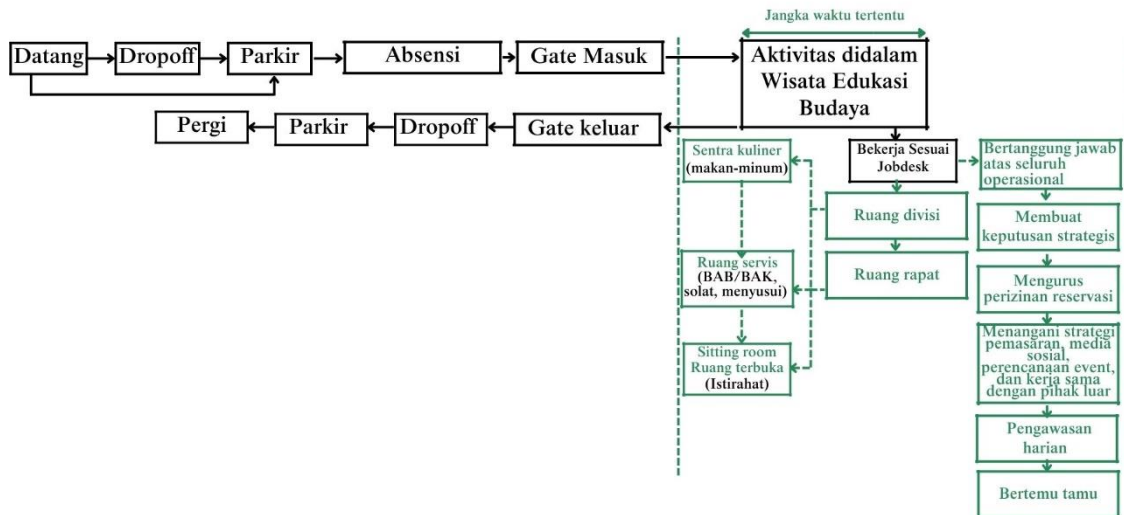 Jangka waktu tertentu
Datang
Dropoff
Parkir
Absensi
Gate Masuk
Aktivitas didalam
Wisata Edukasi
Budaya
Pergi
Parkir
Dropoff
Gate keluar
Sentra kuliner
(makan-minum)
Bekerja Sesuai
Jobdesk
Bertanggung jawab
atas seluruh
operasional
Ruang divisi
Membuat
keputusan strategis
Ruang servis
(BAB/BAK,
solat, menyusui)
Ruang rapat
Mengurus
perizinan reservasi
Sitting room
Ruang terbuka
(Istirahat)
Menangani strategi
pemasaran, media
sosial,
perencanaan event,
dan kerja sama
dengan pihak luar
Pengawasan
harian
Bertemu tamu